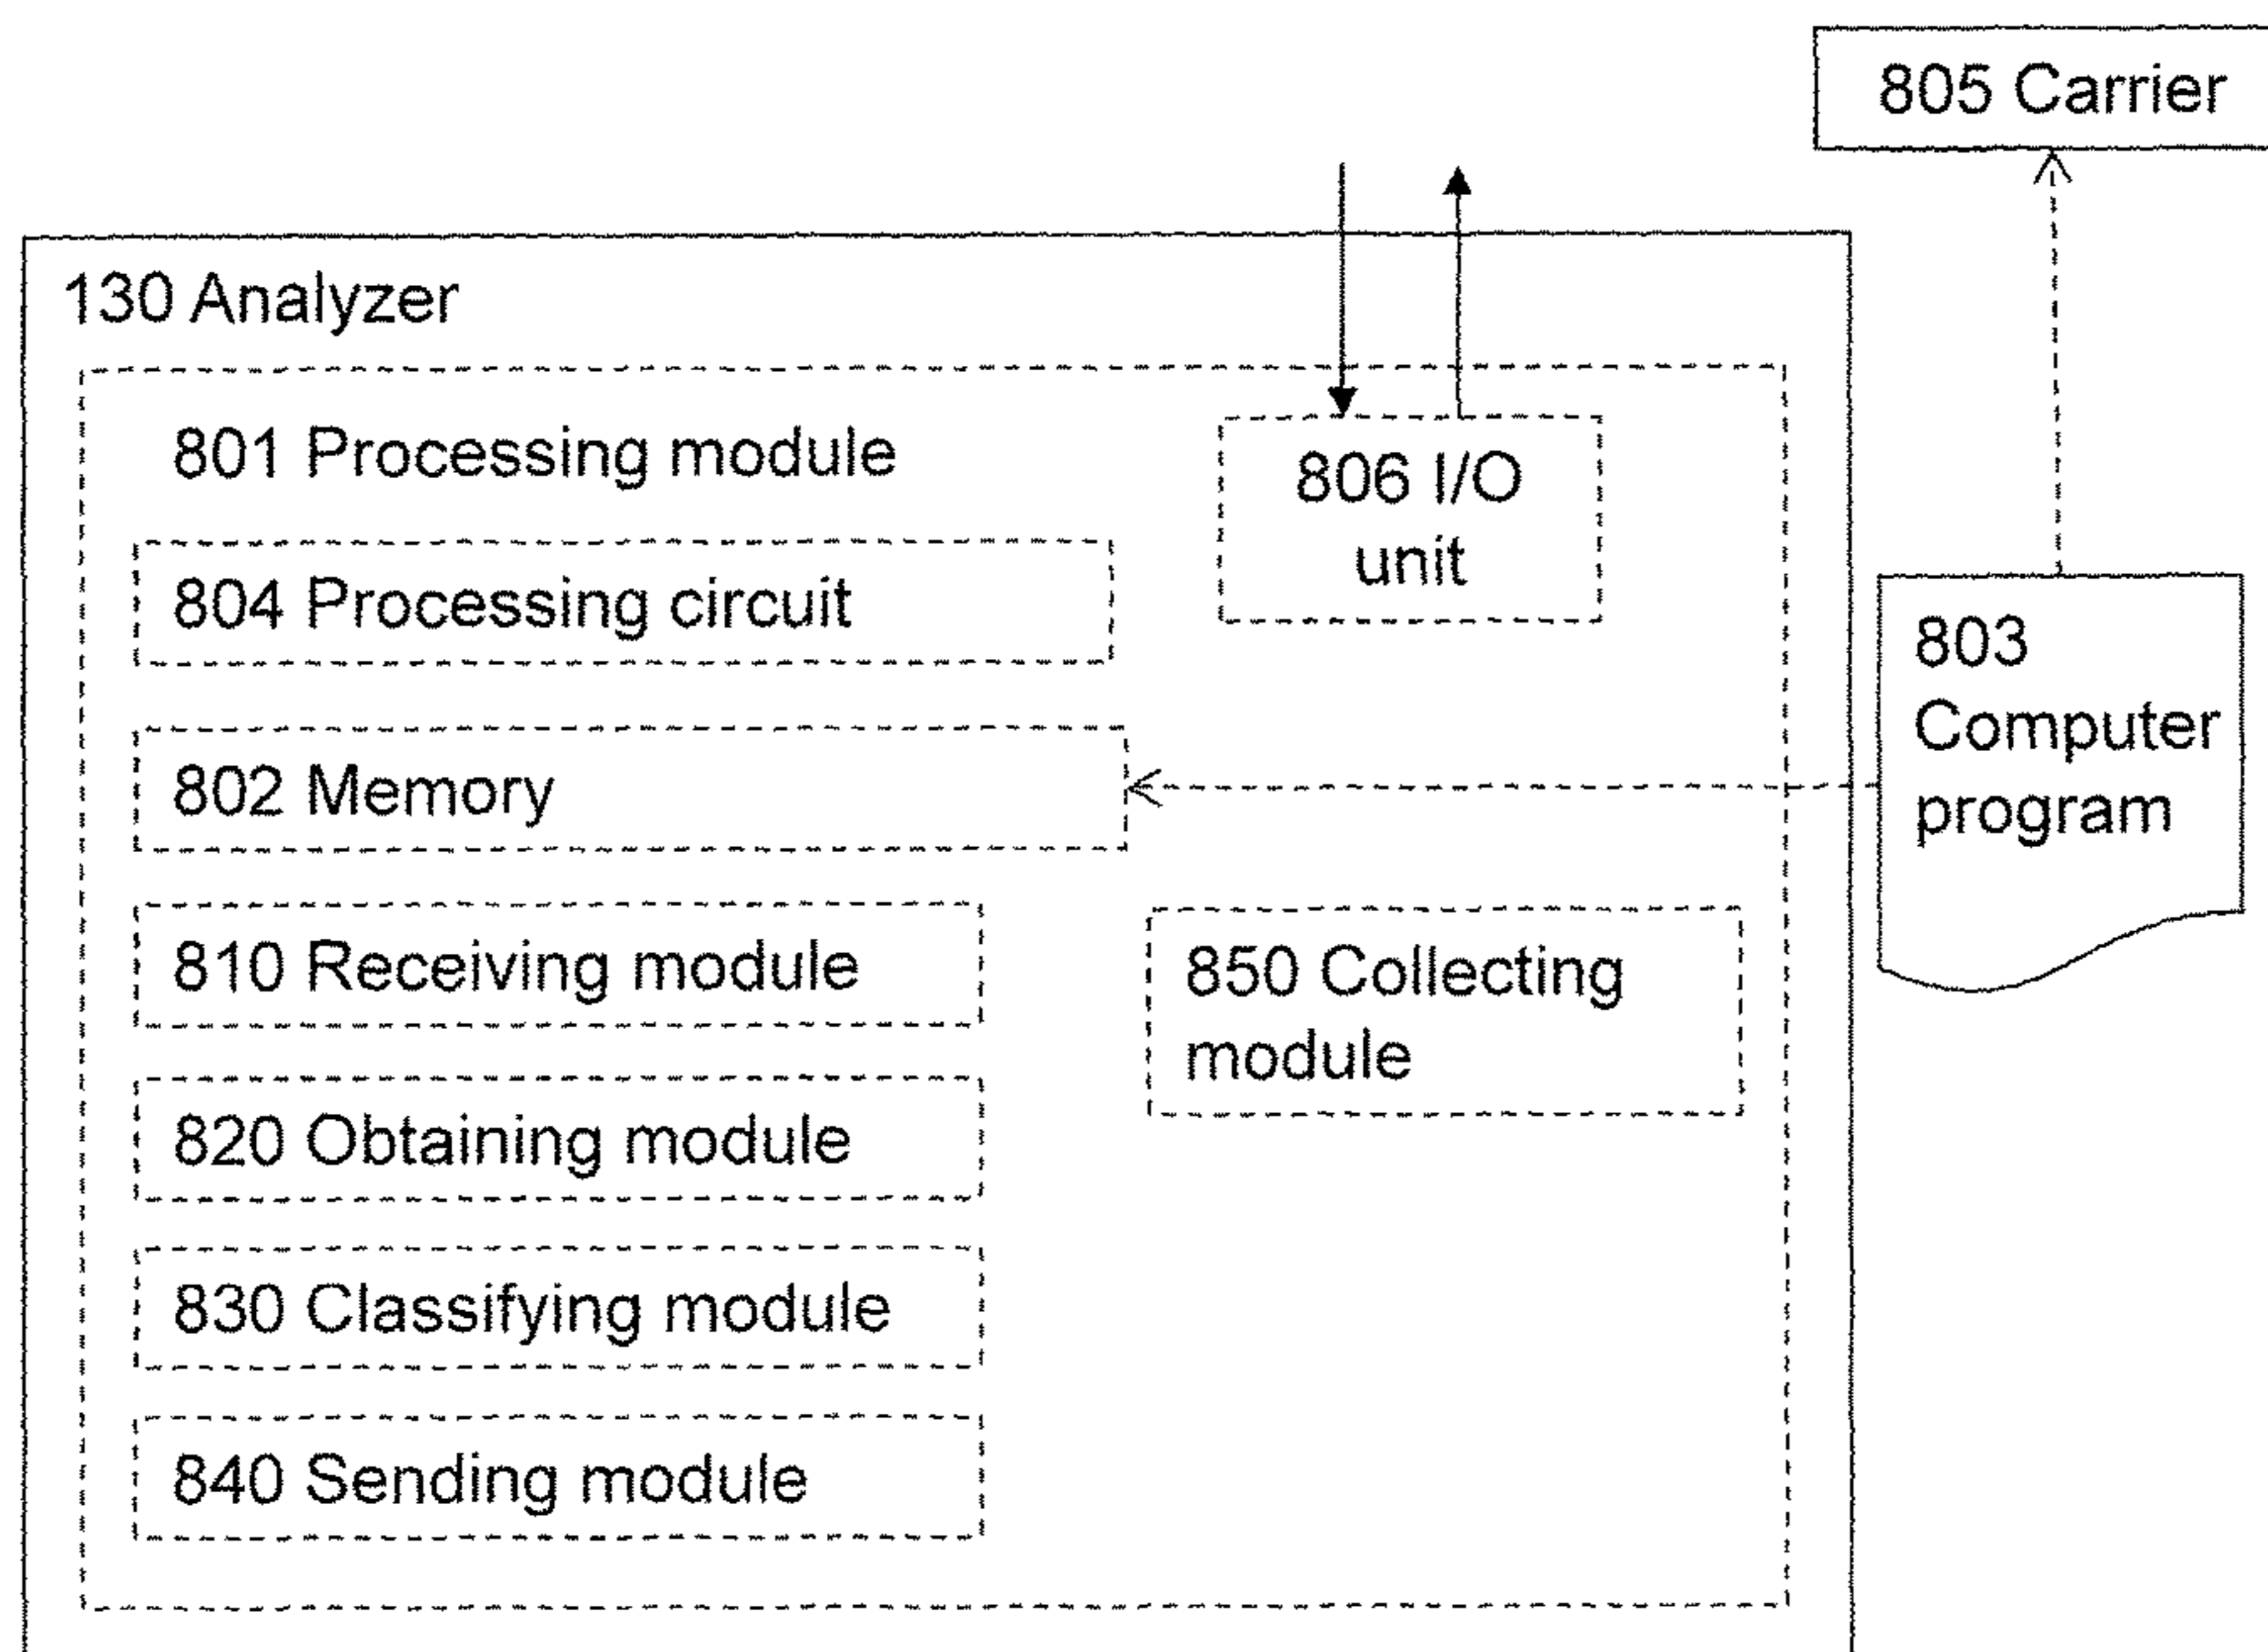 805 Carrier
130 Analyzer
801 Processing module
806 I/O
unit
804 Processing circuit
803
Computer
program
802 Memory
810 Receiving module
850 Collecting
module
820 Obtaining module
830 Classifying module
840 Sending module